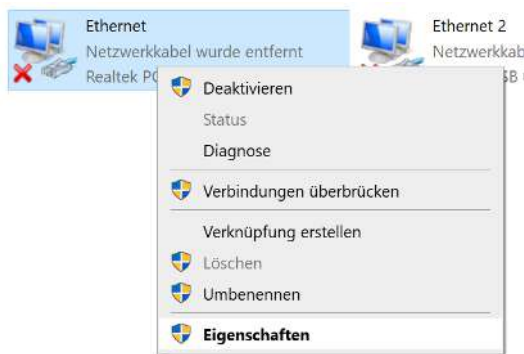 Ethernet
Netzwerkkabel wurde entfernt
Realtek
Ethernet 2
Deaktivieren
Status
Diagnose
Verbindungen überbrücken
Verknüpfung erstellen
Löschen
Umbenennen
Eigenschaften